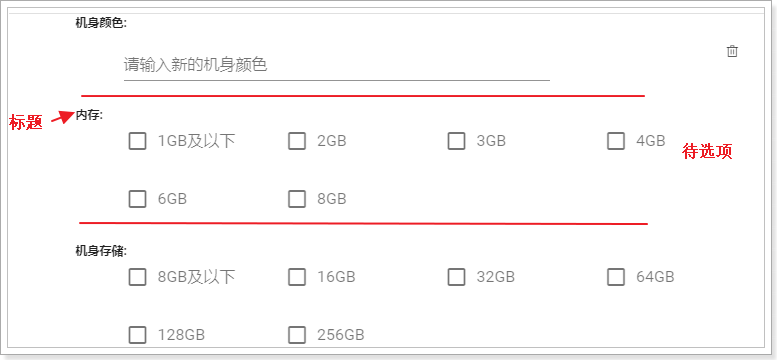 机身颜色:
请输入新的机身颜色
标题
内存:
1GB及以下 2GB 3GB 4GB
待选项
6GB 8GB
机身存储:
8GB及以下 16GB 32GB 64GB
128GB 256GB